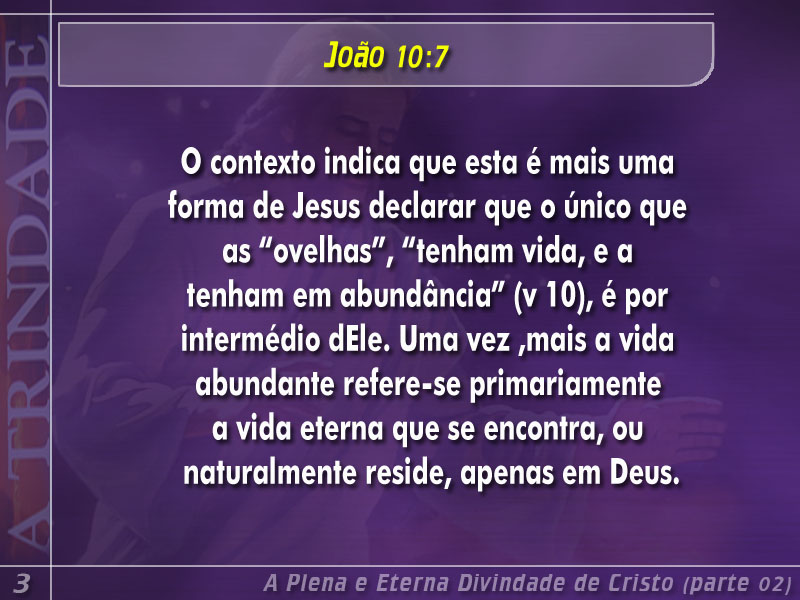 João 10:7
A TRINDADE
O contexto indica que esta é mais uma
forma de Jesus declarar que o único que
as “ovelhas”, “tenham vida, e a
tenham em abundância” (v 10), é por
intermédio dEle. Uma vez ,mais a vida
abundante refere-se primariamente
a vida eterna que se encontra, ou
naturalmente reside, apenas em Deus.
3
A Plena e Eterna Divindade de Cristo (parte 02)